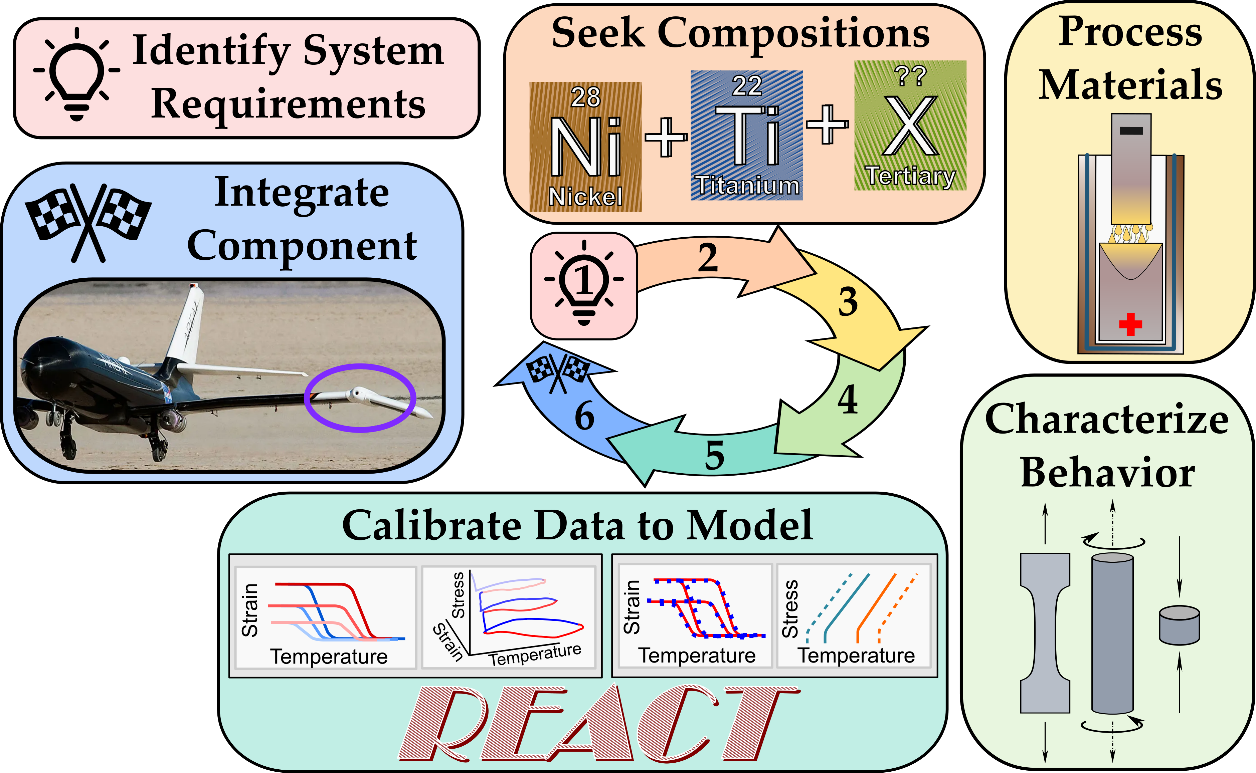 Identify System
Requirements
Seek Compositions
28
Ni
Nickel
+
22
Ti
Titanium
+
??
X
Tertiary
Process
Materials
-
+
Integrate
Component
1
2
3
4
5
6
Characterize
Behavior
Calibrate Data to Model
Strain
Temperature
Stress
Strain
Temperature
Strain
Temperature
Stress
Temperature
REACT